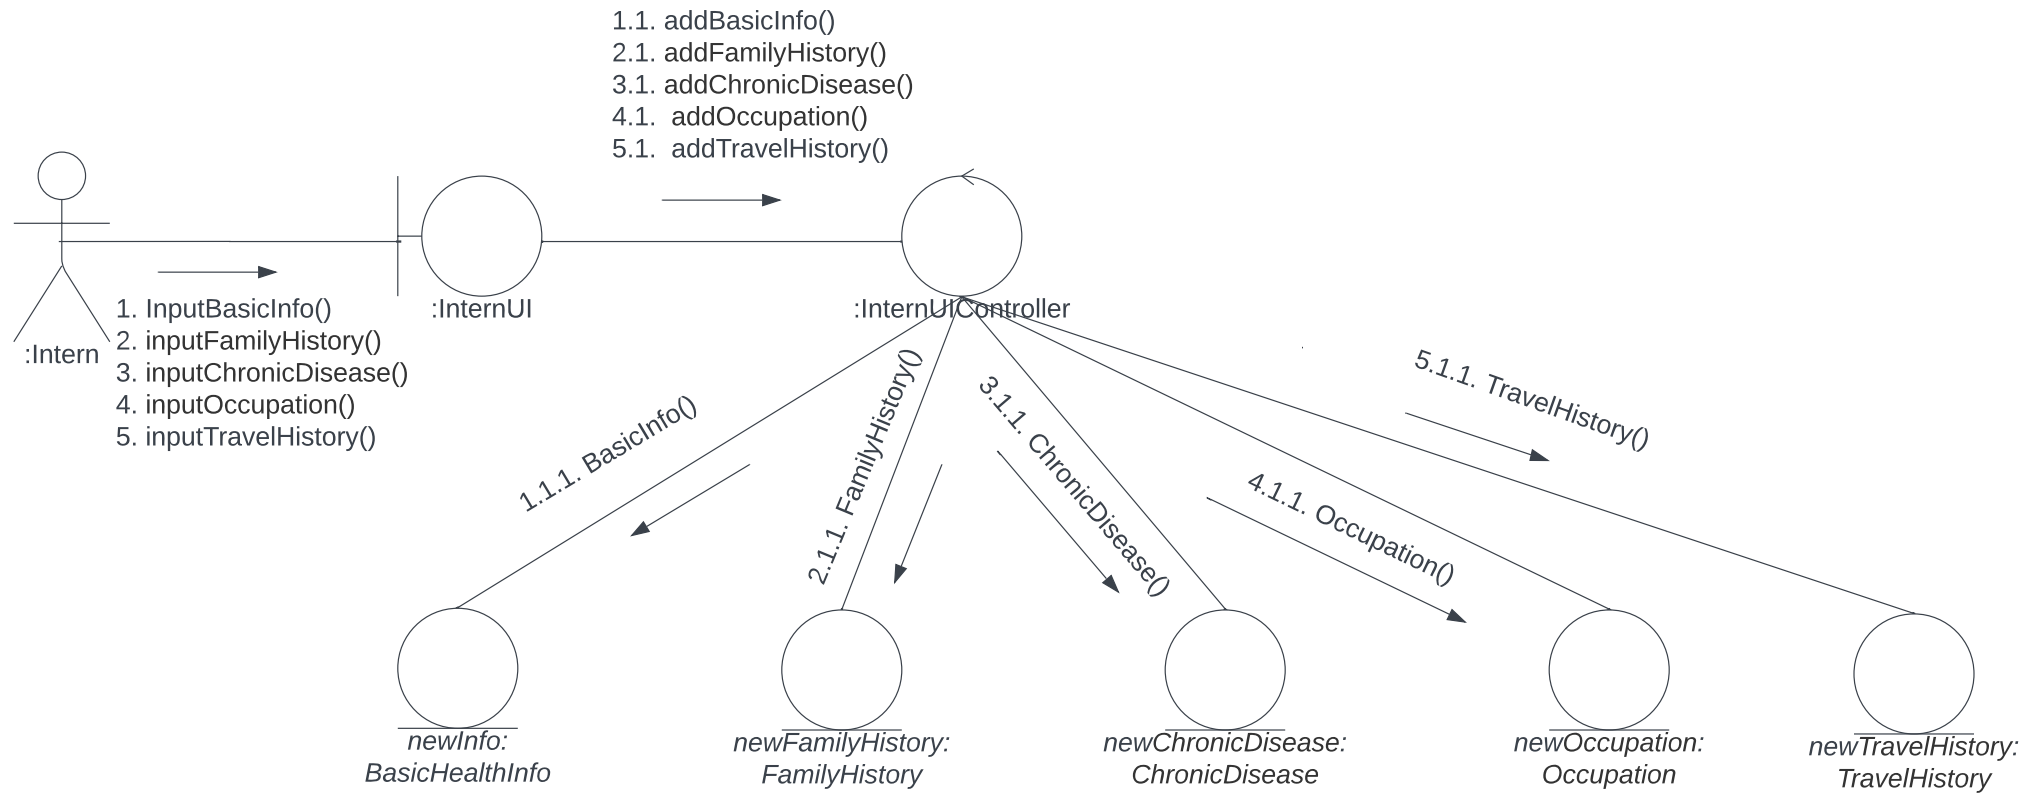 1.1. addBasicInfo()
2.1. addFamilyHistory()
3.1. addChronicDisease()
4.1. addOccupation()
5.1. addTravelHistory()
:Intern
1. InputBasicInfo()
2. inputFamilyHistory()
3. inputChronicDisease()
4. inputOccupation()
5. inputTravelHistory()
:InternUI
:InternUIController
1.1.1. BasicInfo()
2.1.1. FamilyHistory()
3.1.1. ChronicDisease()
4.1.1. Occupation()
5.1.1. TravelHistory()
newInfo:
BasicHealthInfo
newFamilyHistory:
FamilyHistory
newChronicDisease:
ChronicDisease
newOccupation:
Occupation
newTravelHistory:
TravelHistory